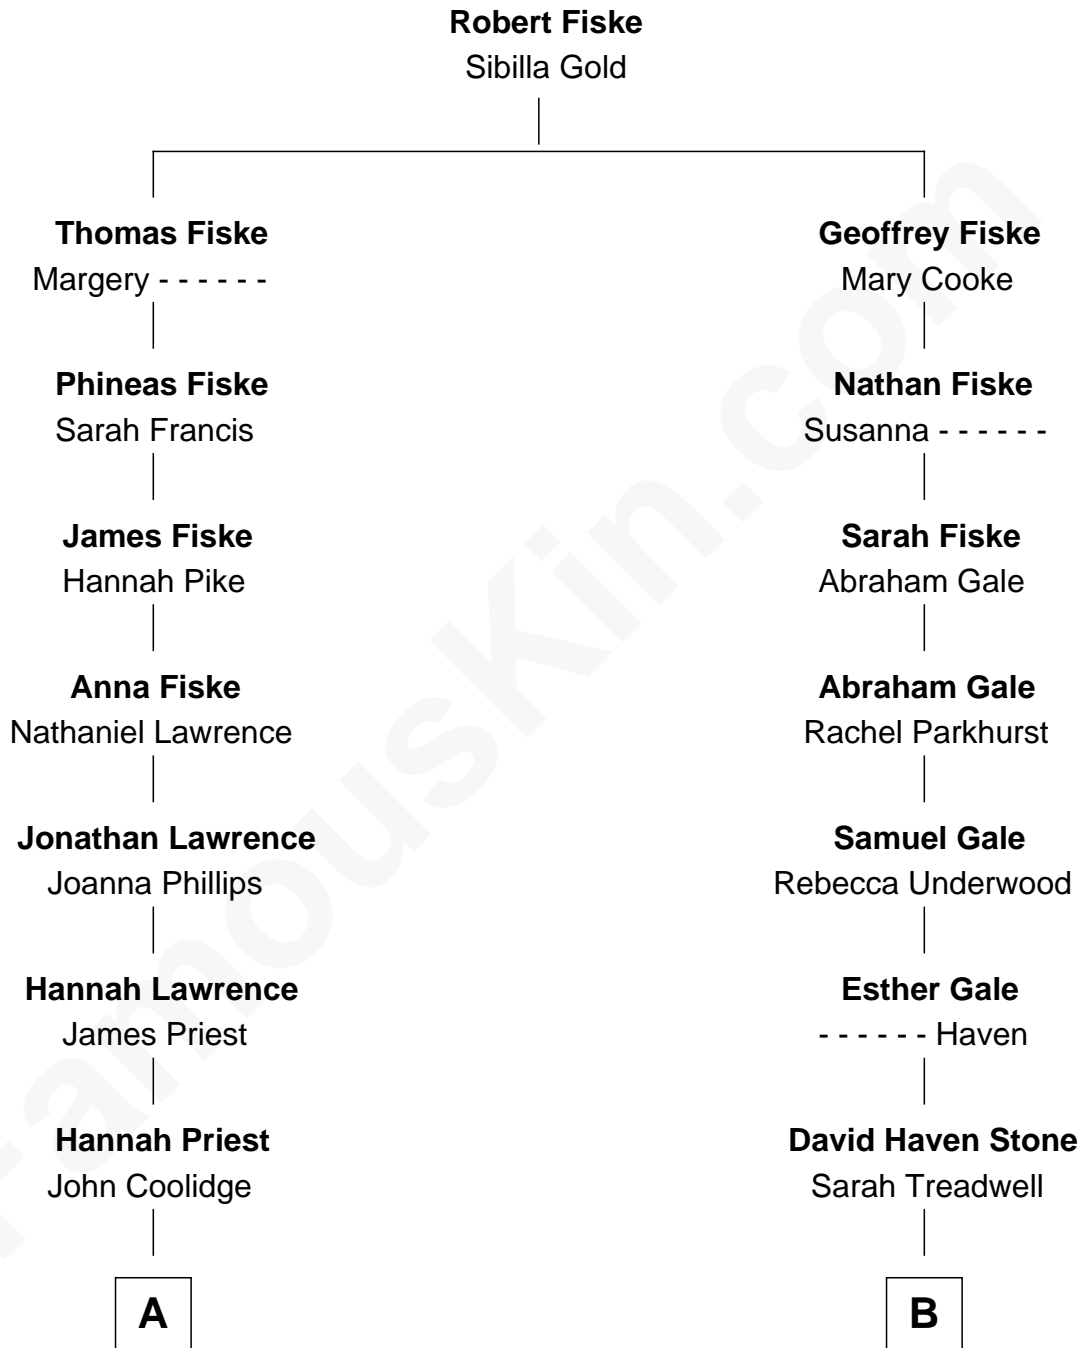 Robert Fiske
Sibilla Gold
Thomas Fiske
Margery - - - - - -
Geoffrey Fiske
Mary Cooke
Phineas Fiske
Sarah Francis
Nathan Fiske
Susanna - - - - - -
James Fiske
Hannah Pike
Sarah Fiske
Abraham Gale
Anna Fiske
Nathaniel Lawrence
Abraham Gale
Rachel Parkhurst
Jonathan Lawrence
Joanna Phillips
Samuel Gale
Rebecca Underwood
Hannah Lawrence
James Priest
Esther Gale
- - - - - - Haven
Hannah Priest
John Coolidge
David Haven Stone
Sarah Treadwell
A
B
FamousKin.com